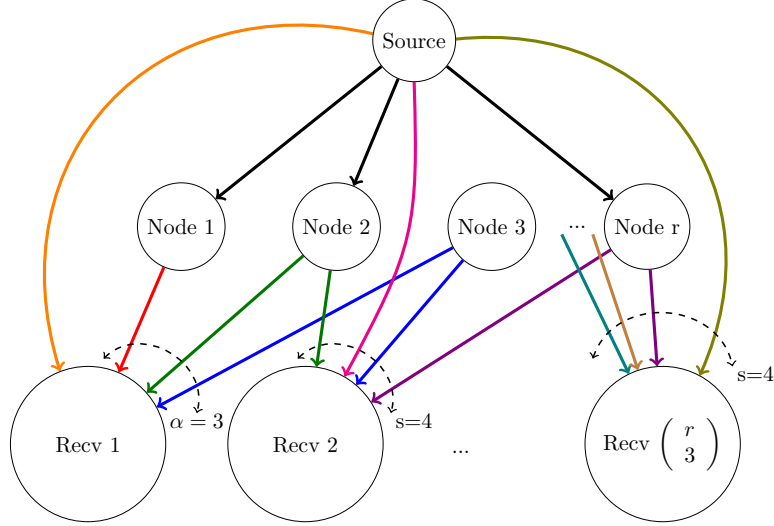 Source
Node 1
Node 2
Node 3
...
Node r
α = 3
s=4
s=4
Recv 1
Recv 2
...
Recv ( r
3 )